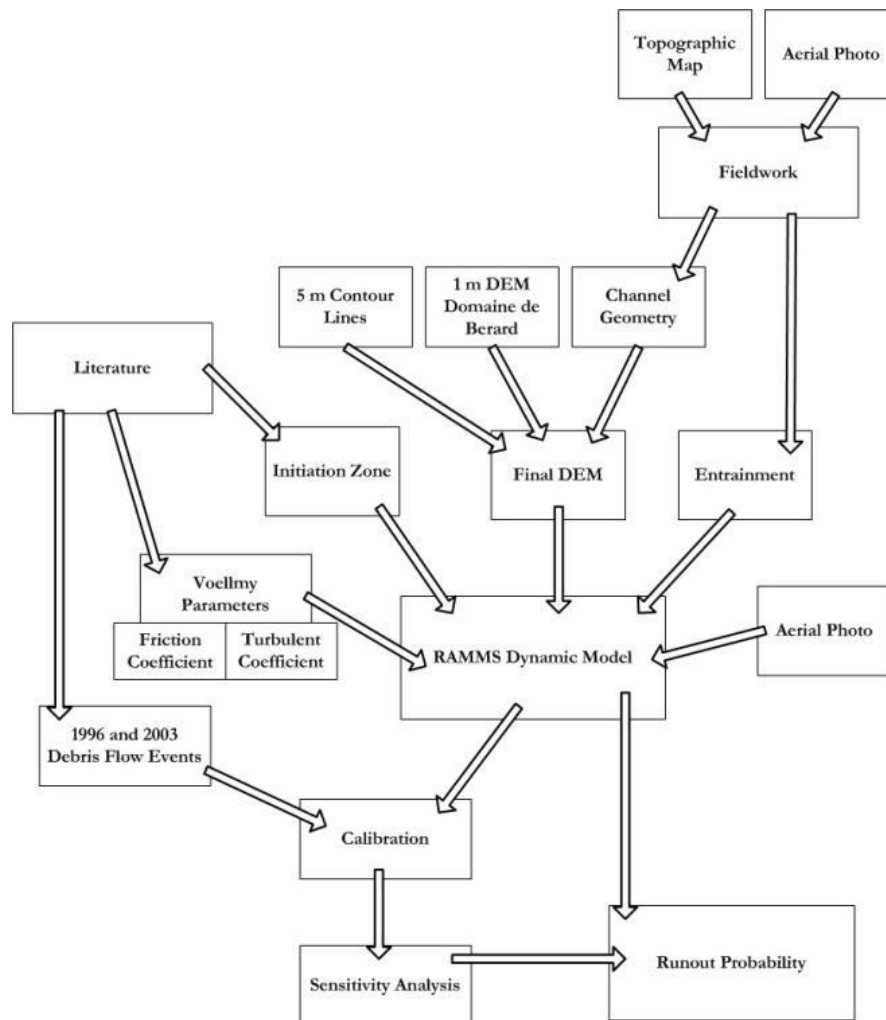 Topographic
Map
Aerial Photo
Fieldwork
5 m Contour
Lines
1 m DEM
Domaine de
Berard
Channel
Geometry
Literature
Initiation Zone
Final DEM
Entrainment
Voellmy
Parameters
Friction
Coefficient
Turbulent
Coefficient
RAMMS Dynamic Model
Aerial Photo
1996 and 2003
Debris Flow Events
Calibration
Sensitivity Analysis
Runout Probability